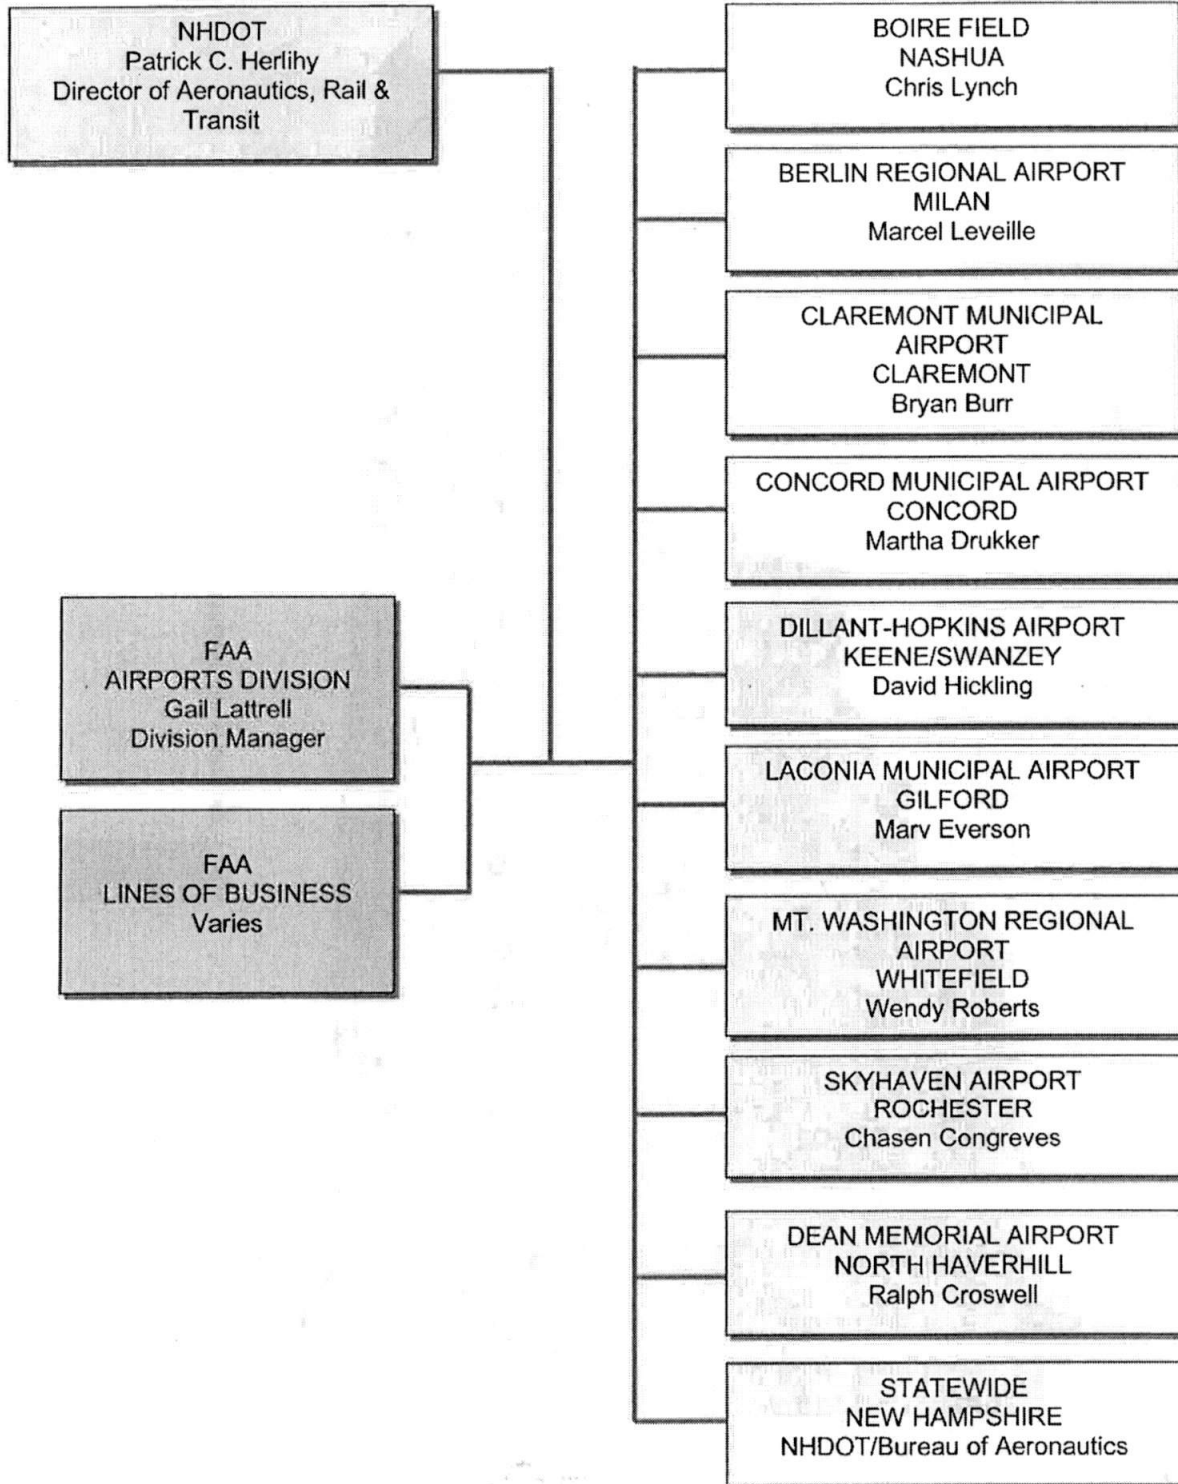 NHDOT
Patrick C. Herlihy
Director of Aeronautics, Rail &
Transit
FAA
AIRPORTS DIVISION
Gail Lattrell
Division Manager
FAA
LINES OF BUSINESS
Varies
BOIRE FIELD
NASHUA
Chris Lynch
BERLIN REGIONAL AIRPORT
MILAN
Marcel Leveille
CLAREMONT MUNICIPAL
AIRPORT
CLAREMONT
Bryan Burr
CONCORD MUNICIPAL AIRPORT
CONCORD
Martha Drukker
DILLANT-HOPKINS AIRPORT
KEENE/SWANZEY
David Hickling
LACONIA MUNICIPAL AIRPORT
GILFORD
Marv Everson
MT. WASHINGTON REGIONAL
AIRPORT
WHITEFIELD
Wendy Roberts
SKYHAVEN AIRPORT
ROCHESTER
Chasen Congreves
DEAN MEMORIAL AIRPORT
NORTH HAVERHILL
Ralph Croswell
STATEWIDE
NEW HAMPSHIRE
NHDOT/Bureau of Aeronautics